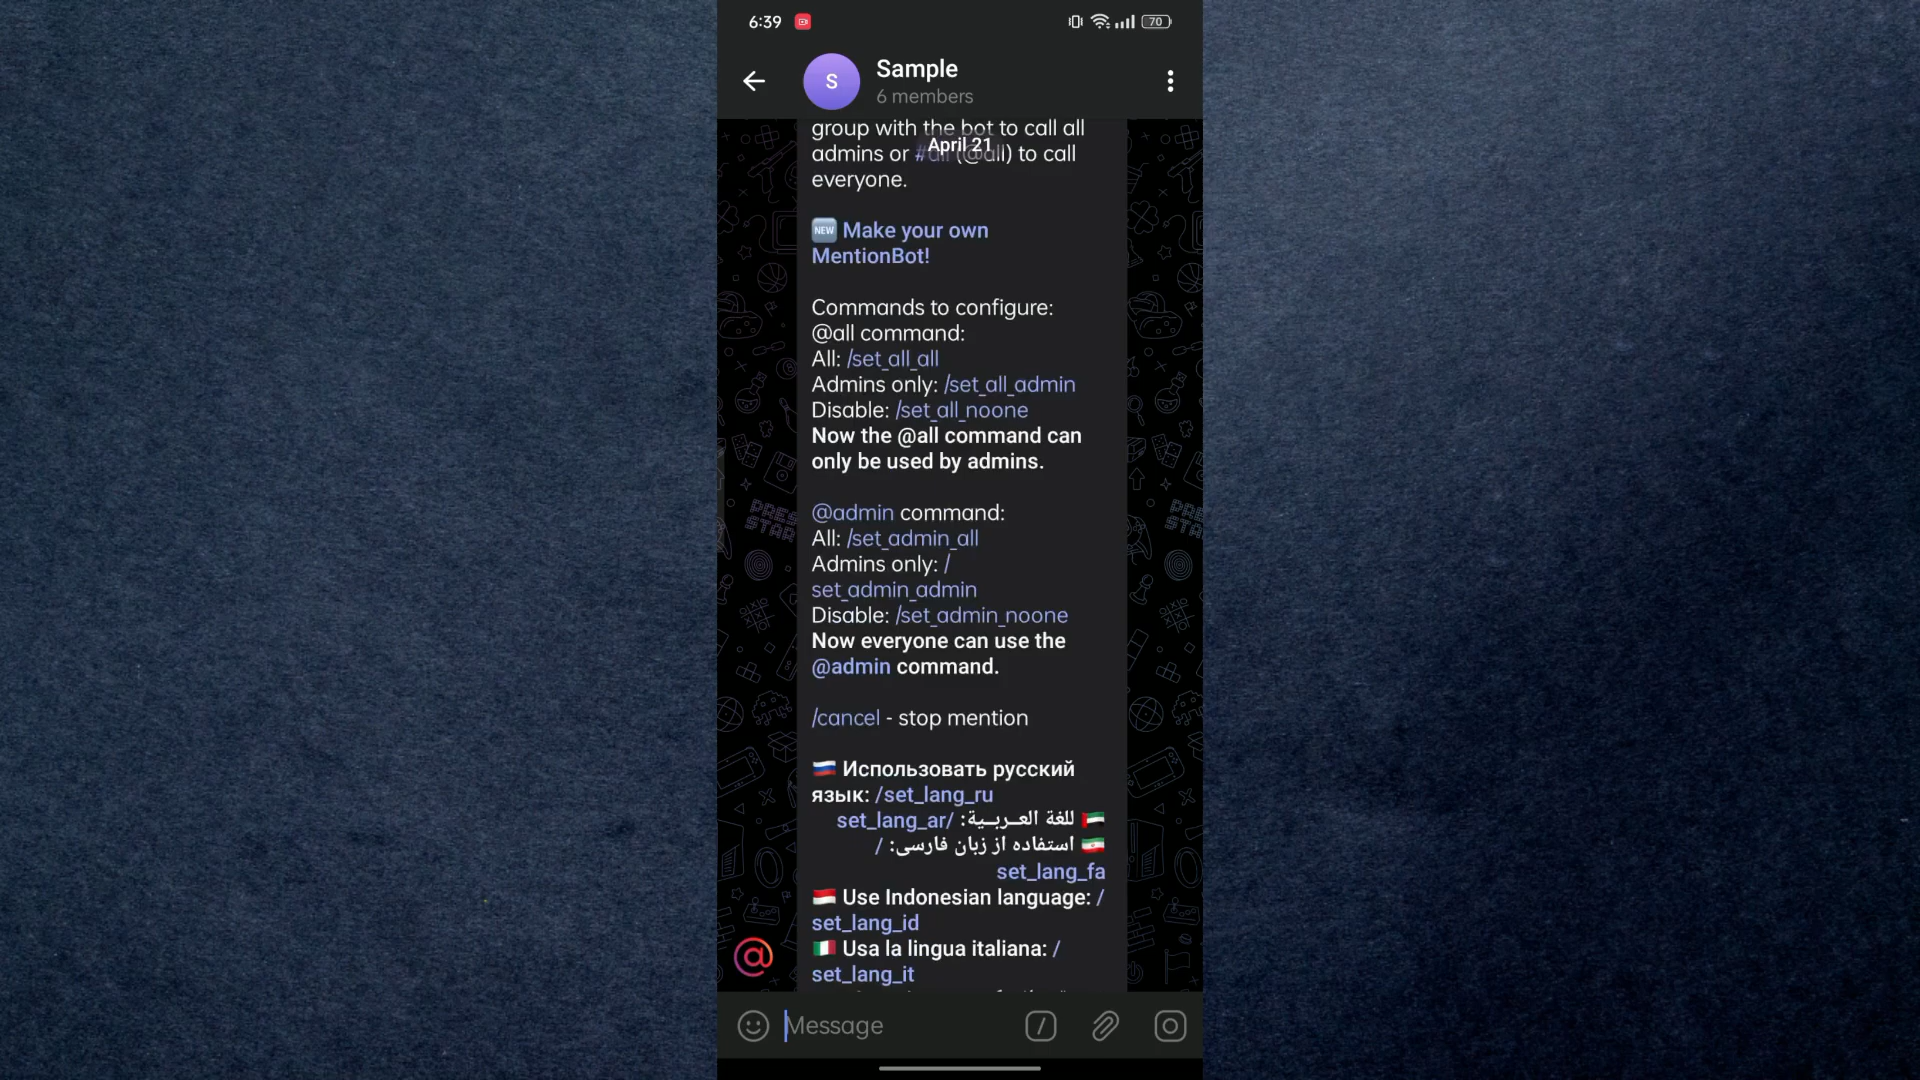 6:39
70
S
Sample
6 members
group with the bot to call all
April 21
admins or #all (@all) to call
everyone.
NEW Make your own
MentionBot!
Commands to configure:
@all command:
All: /set_all_all
Admins only: /set_all_admin
Disable: /set_all_noone
Now the @all command can
only be used by admins.
@admin command:
All: /set_admin_all
Admins only: /
set_admin_admin
Disable: /set_admin_noone
Now everyone can use the
@admin command.
/cancel - stop mention
🇷🇺 Использовать русский
язык: /set_lang_ru
🇦🇪 للغة العــربــية: /set_lang_ar
🇮🇷 استفاده از زبان فارسی: /
set_lang_fa
🇮🇩 Use Indonesian language: /
set_lang_id
🇮🇹 Usa la lingua italiana: /
set_lang_it
@
Message
/